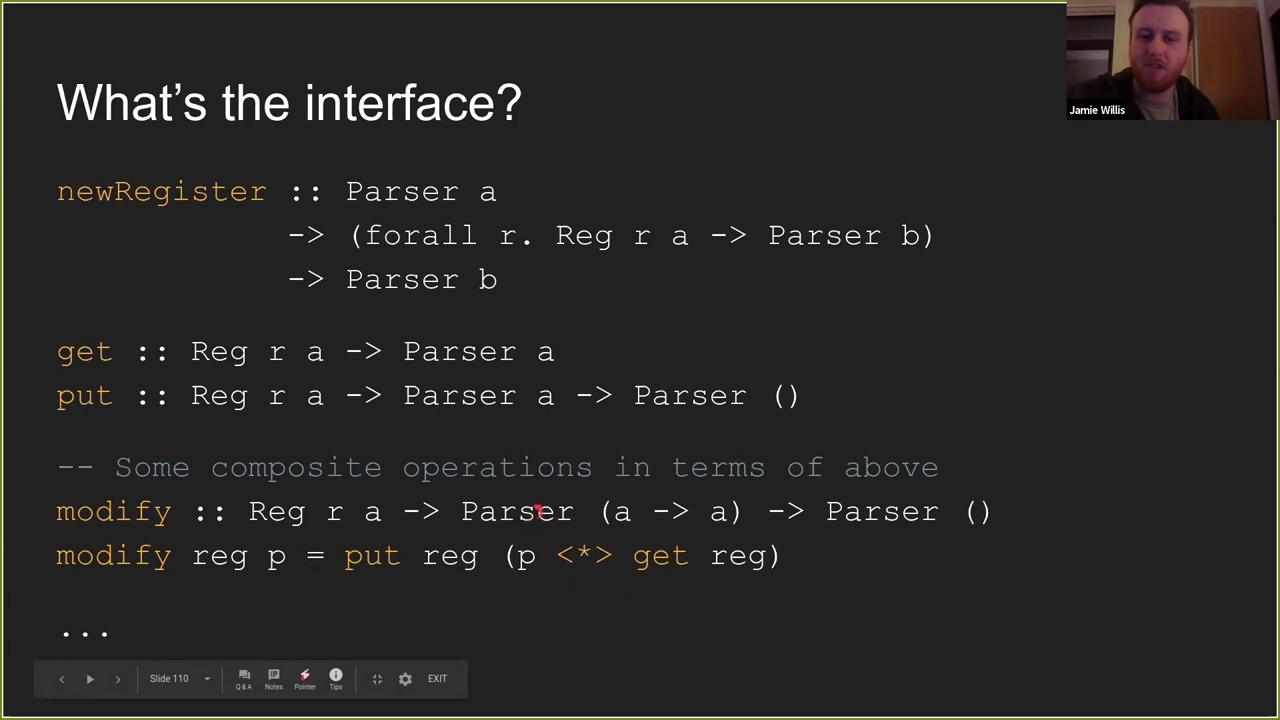 What's the interface?
Jamie Willis
newRegister :: Parser a
-> (forall r. Reg r a -> Parser b)
-> Parser b
get :: Reg r a -> Parser a
put :: Reg r a -> Parser a -> Parser ()
-- Some composite operations in terms of above
modify :: Reg r a -> Parser (a -> a) -> Parser ()
modify reg p = put reg (p <*> get reg)
...
Slide 110
Q & A
Notes
Pointer
Tips
EXIT